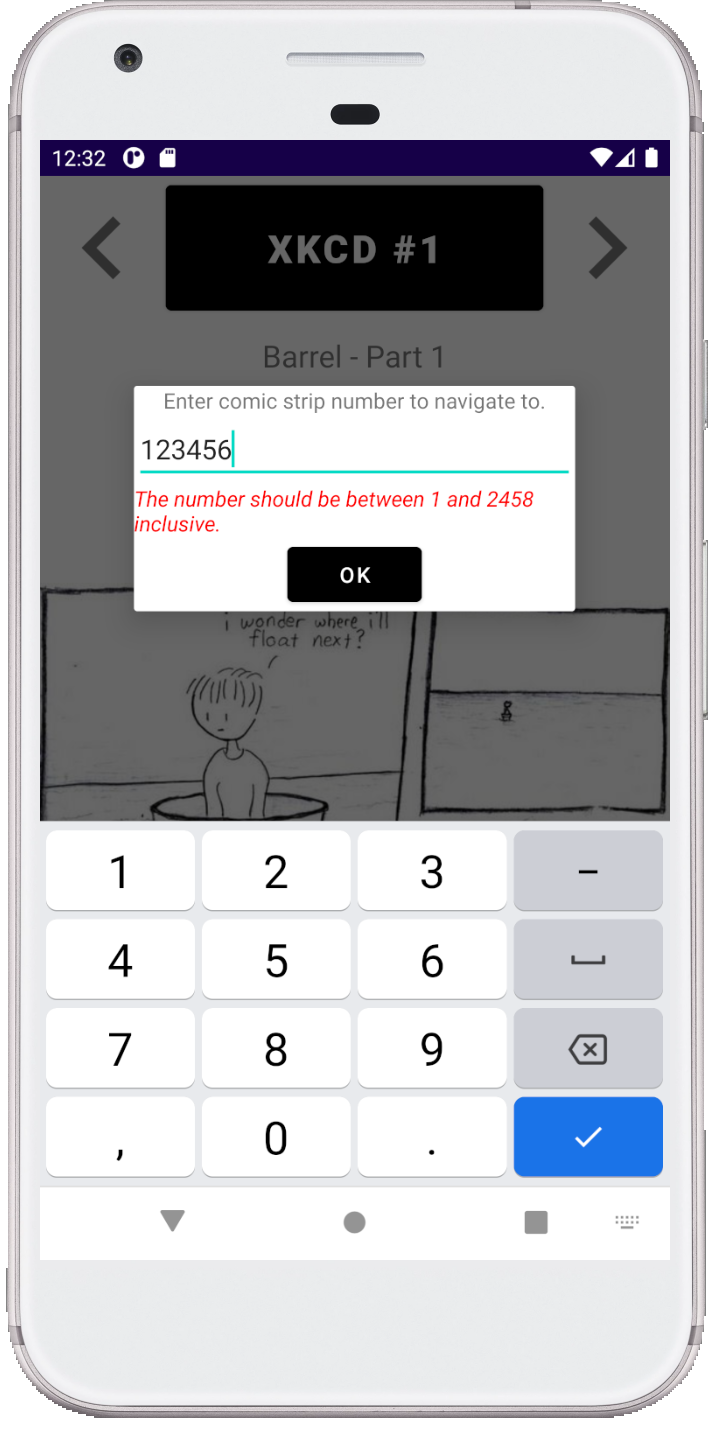 12:32
XKCD #1
Barrel - Part 1
Enter comic strip number to navigate to.
123456
The number should be between 1 and 2458
inclusive.
OK
i wonder where i'll
float next?
1 2 3 -
4 5 6
7 8 9
, 0 .